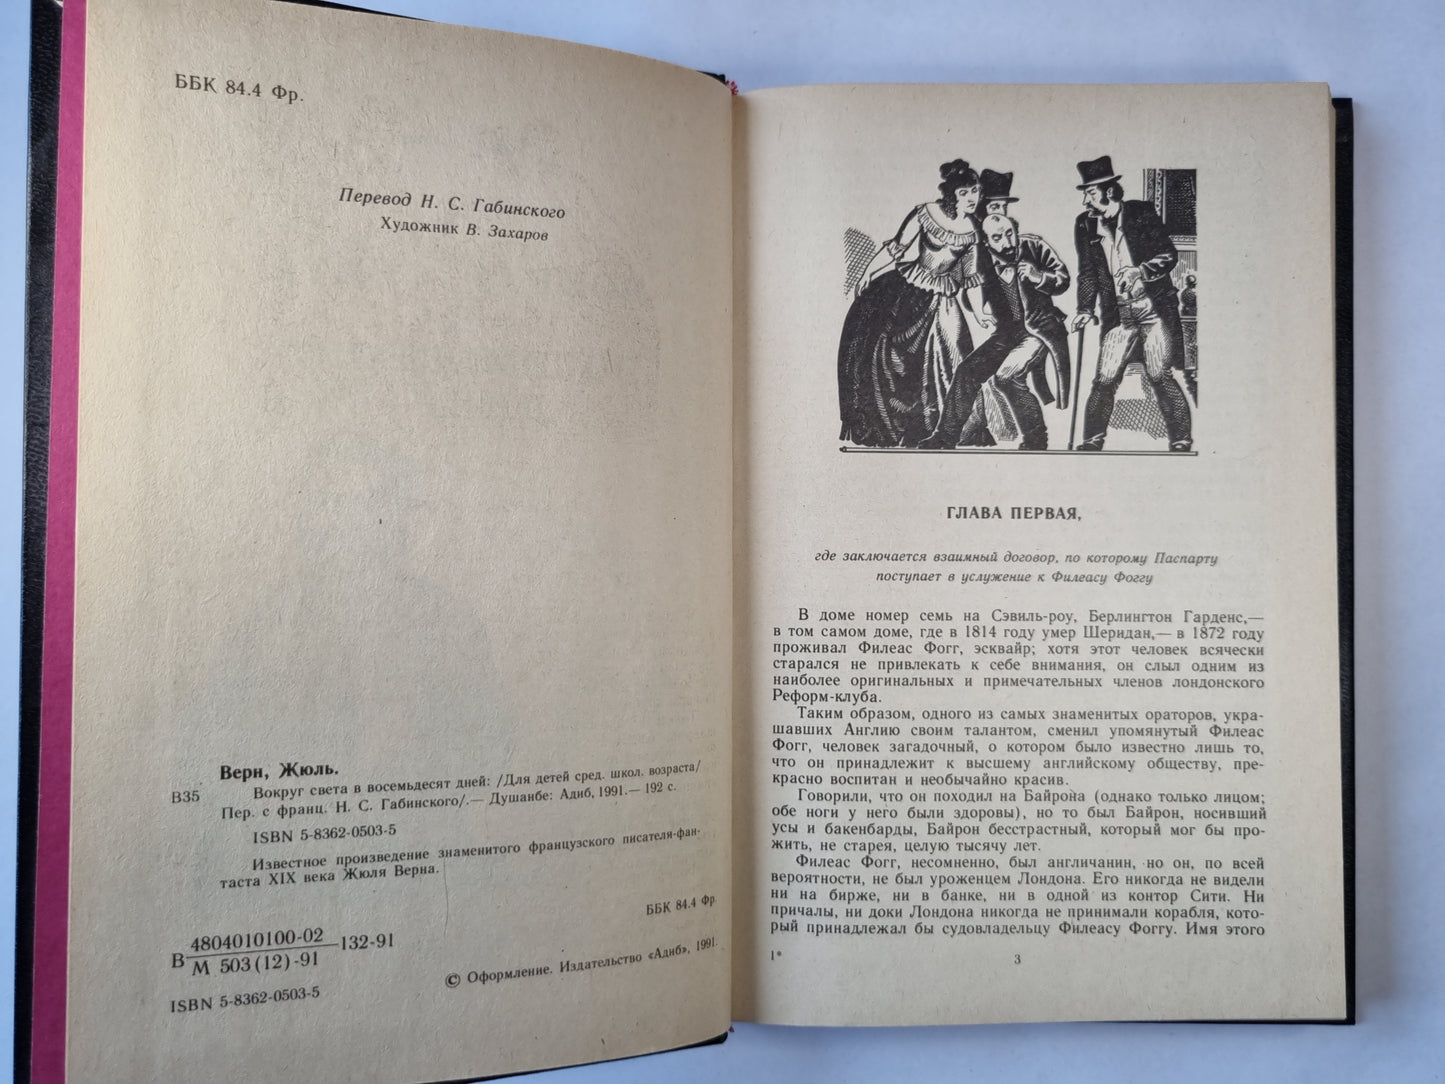 ББК 84.4 Фр.
Перевод Н. С. Габинского
Художник В. Захаров
Верн, Жюль.
В35 Вокруг света в восемьдесят дней: /Для детей сред. школ. возраста/
Пер. с франц. Н. С. Габинского/.— Душанбе: Адиб, 1991.— 192 с.
ISBN 5-8362-0503-5
Известное произведение знаменитого французского писателя-фан-
таста XIX века Жюля Верна.
ББК 84.4 Фр
В 4804010100-02 132-91
М 503(12)-91
ISBN 5-8362-0503-5
© Оформление. Издательство «Адиб», 1991.
ГЛАВА ПЕРВАЯ,
где заключается взаимный договор, по которому Паспарту
поступает в услужение к Филеасу Фоггу
В доме номер семь на Сэвиль-роу, Берлингтон Гарденс,—
в том самом доме, где в 1814 году умер Шеридан,— в 1872 году
проживал Филеас Фогг, эсквайр; хотя этот человек всячески
старался не привлекать к себе внимания, он слыл одним из
наиболее оригинальных и примечательных членов лондонского
Реформ-клуба.
Таким образом, одного из самых знаменитых ораторов, укра-
шавших Англию своим талантом, сменил упомянутый Филеас
Фогг, человек загадочный, о котором было известно лишь то,
что он принадлежит к высшему английскому обществу, пре-
красно воспитан и необычайно красив.
Говорили, что он походил на Байрона (однако только лицом;
обе ноги у него были здоровы), но то был Байрон, носивший
усы и бакенбарды, Байрон бесстрастный, который мог бы про-
жить, не старея, целую тысячу лет.
Филеас Фогг, несомненно, был англичанин, но он, по всей
вероятности, не был уроженцем Лондона. Его никогда не видели
ни на бирже, ни в банке, ни в одной из контор Сити. Ни
причалы, ни доки Лондона никогда не принимали корабля, кото-
рый принадлежал бы судовладельцу Филеасу Фоггу. Имя этого
1*
3